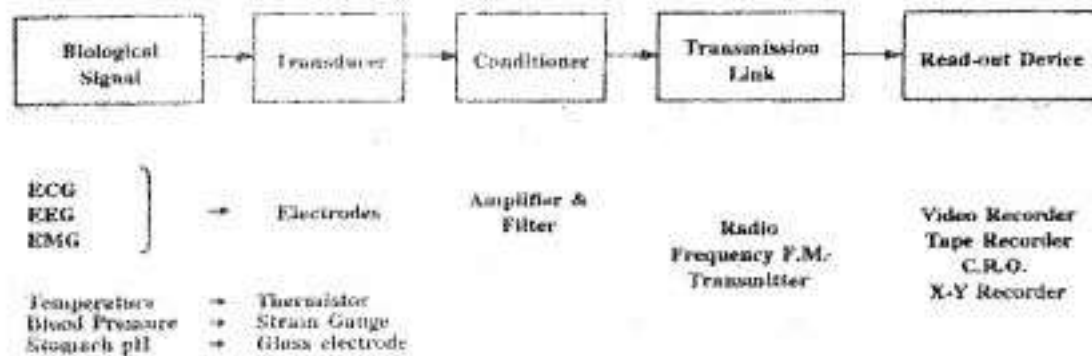 Biological
Signal
Transducer
Conditioner
Transmission
Link
Read-out Device
ECG
EEG
EMG
→ Electrodes
Amplifier &
Filter
Radio
Frequency F.M.-
Transmitter
Video Recorder
Tape Recorder
C.R.O.
X-Y Recorder
Temperature → Thermistor
Blood Pressure → Strain Gauge
Stomach pH → Glass electrode